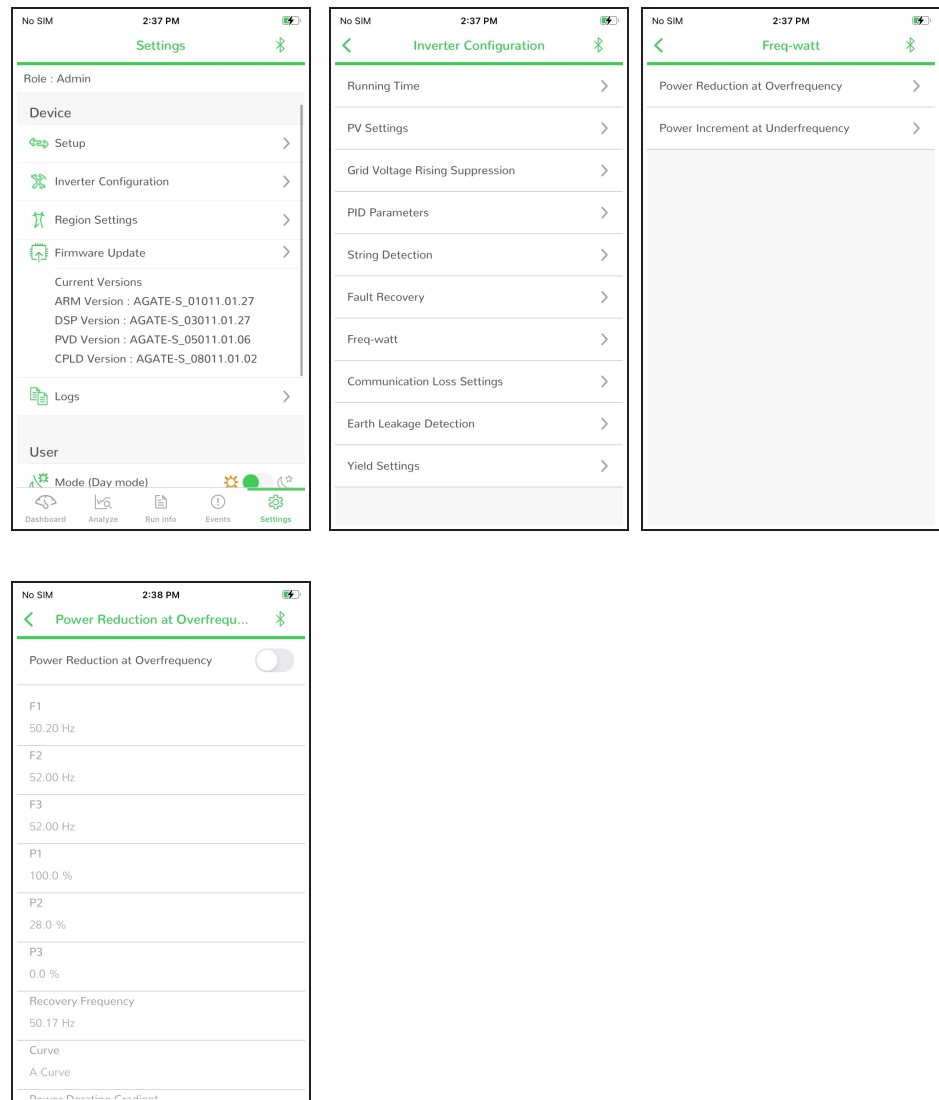 No SIM 2:37 PM
Settings
Role : Admin
Device
Setup
Inverter Configuration
Region Settings
Firmware Update
Current Versions
ARM Version : AGATE-S_01011.01.27
DSP Version : AGATE-S_03011.01.27
PVD Version : AGATE-S_05011.01.06
CPLD Version : AGATE-S_08011.01.02
Logs
User
Mode (Day mode)
Dashboard Analyze Run Info Events Settings
No SIM 2:37 PM
Inverter Configuration
Running Time
PV Settings
Grid Voltage Rising Suppression
PID Parameters
String Detection
Fault Recovery
Freq-watt
Communication Loss Settings
Earth Leakage Detection
Yield Settings
No SIM 2:37 PM
Freq-watt
Power Reduction at Overfrequency
Power Increment at Underfrequency
No SIM 2:38 PM
Power Reduction at Overfrequ...
Power Reduction at Overfrequency
F1
50.20 Hz
F2
52.00 Hz
F3
52.00 Hz
P1
100.0 %
P2
28.0 %
P3
0.0 %
Recovery Frequency
50.17 Hz
Curve
A Curve
Power Derating Gradient